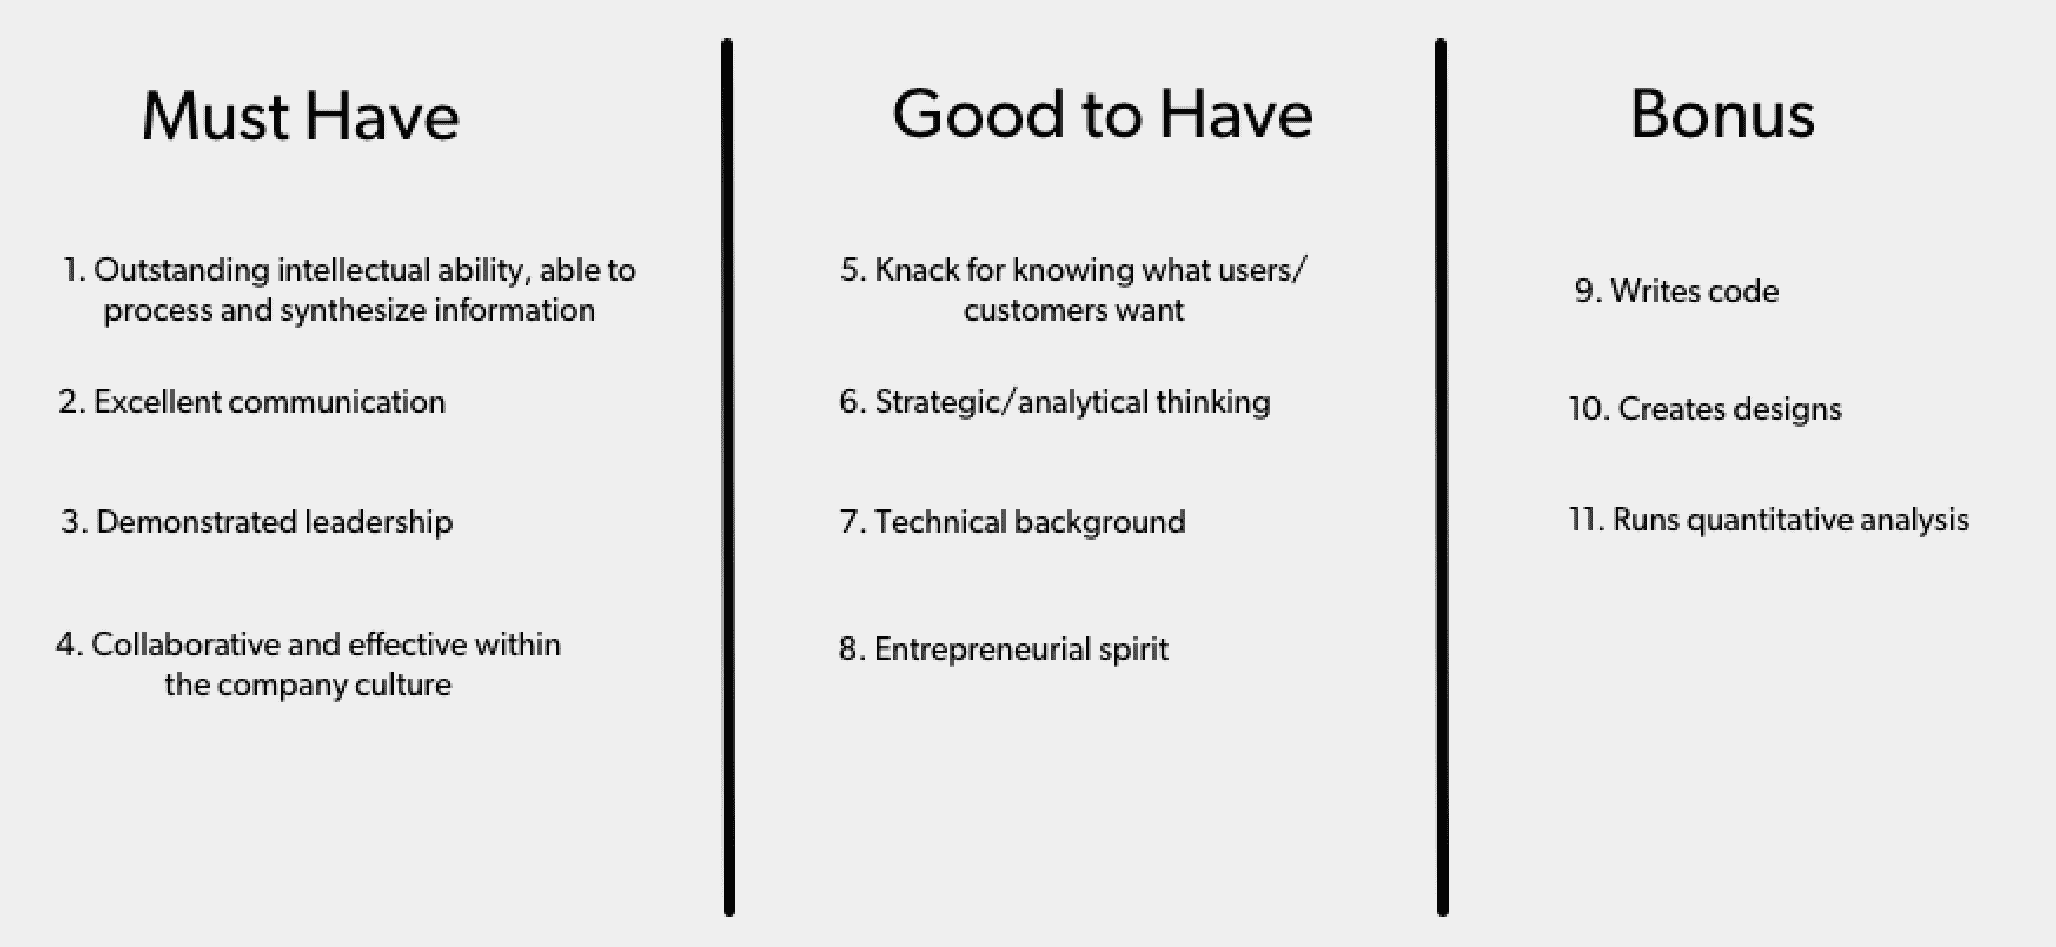 Must Have
1. Outstanding intellectual ability, able to
process and synthesize information
2. Excellent communication
3. Demonstrated leadership
4. Collaborative and effective within
the company culture
Good to Have
5. Knack for knowing what users/
customers want
6. Strategic/analytical thinking
7. Technical background
8. Entrepreneurial spirit
Bonus
9. Writes code
10. Creates designs
11. Runs quantitative analysis